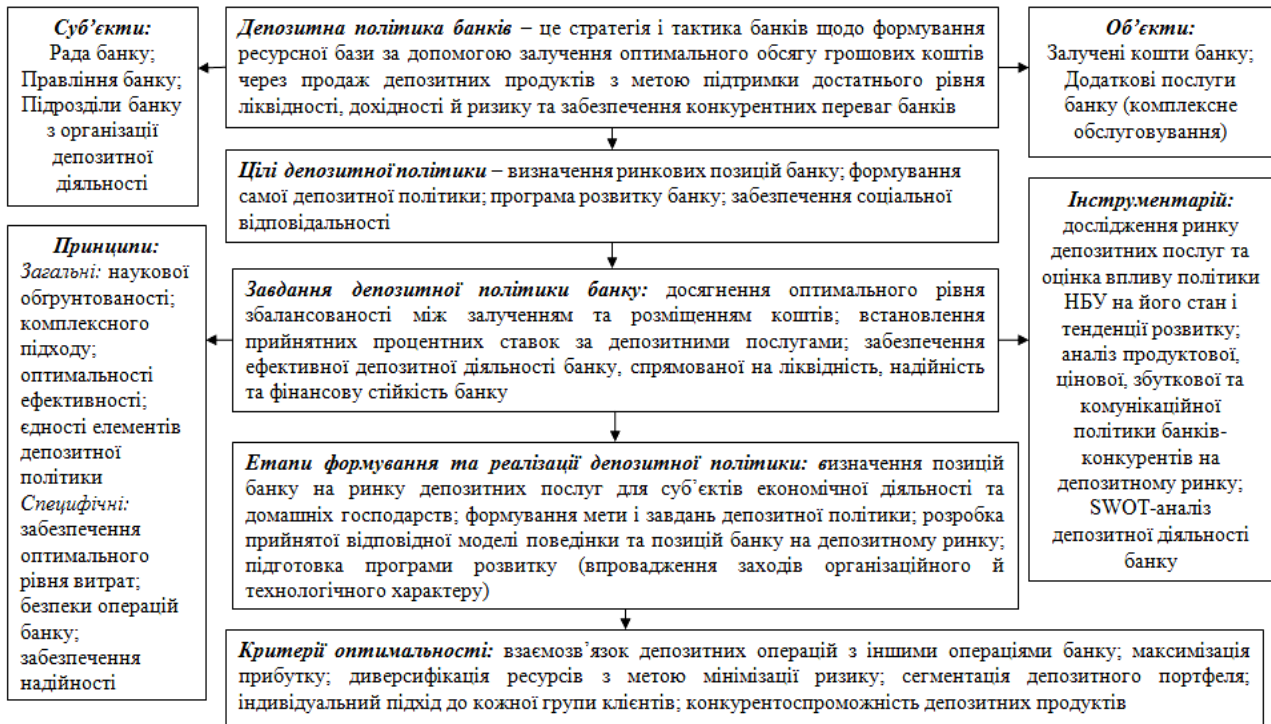 Суб’єкти:
Рада банку;
Правління банку;
Підрозділи банку
з організації
депозитної
діяльності
Депозитна політика банків – це стратегія і тактика банків щодо формування
ресурсної бази за допомогою залучення оптимального обсягу грошових коштів
через продаж депозитних продуктів з метою підтримки достатнього рівня
ліквідності, дохідності й ризику та забезпечення конкурентних переваг банків
Об’єкти:
Залучені кошти банку;
Додаткові послуги
банку (комплексне
обслуговування)
Цілі депозитної політики – визначення ринкових позицій банку; формування
самої депозитної політики; програма розвитку банку; забезпечення соціальної
відповідальності
Принципи:
Загальні: наукової
обґрунтованості;
комплексного
підходу;
оптимальності
ефективності;
єдності елементів
депозитної
політики
Специфічні:
забезпечення
оптимального
рівня витрат;
безпеки операцій
банку;
забезпечення
надійності
Завдання депозитної політики банку: досягнення оптимального рівня
збалансованості між залученням та розміщенням коштів; встановлення
прийнятних процентних ставок за депозитними послугами; забезпечення
ефективної депозитної діяльності банку, спрямованої на ліквідність, надійність
та фінансову стійкість банку
Інструментарій:
дослідження ринку
депозитних послуг та
оцінка впливу політики
НБУ на його стан і
тенденції розвитку;
аналіз продуктової,
цінової, збуткової та
комунікаційної
політики банків-
конкурентів на
депозитному ринку;
SWOT-аналіз
депозитної діяльності
банку
Етапи формування та реалізації депозитної політики: визначення позицій
банку на ринку депозитних послуг для суб’єктів економічної діяльності та
домашніх господарств; формування мети і завдань депозитної політики; розробка
прийнятої відповідної моделі поведінки та позицій банку на депозитному ринку;
підготовка програми розвитку (впровадження заходів організаційного й
технологічного характеру)
Критерії оптимальності: взаємозв’язок депозитних операцій з іншими операціями банку; максимізація
прибутку; диверсифікація ресурсів з метою мінімізації ризику; сегментація депозитного портфеля;
індивідуальний підхід до кожної групи клієнтів; конкурентоспроможність депозитних продуктів